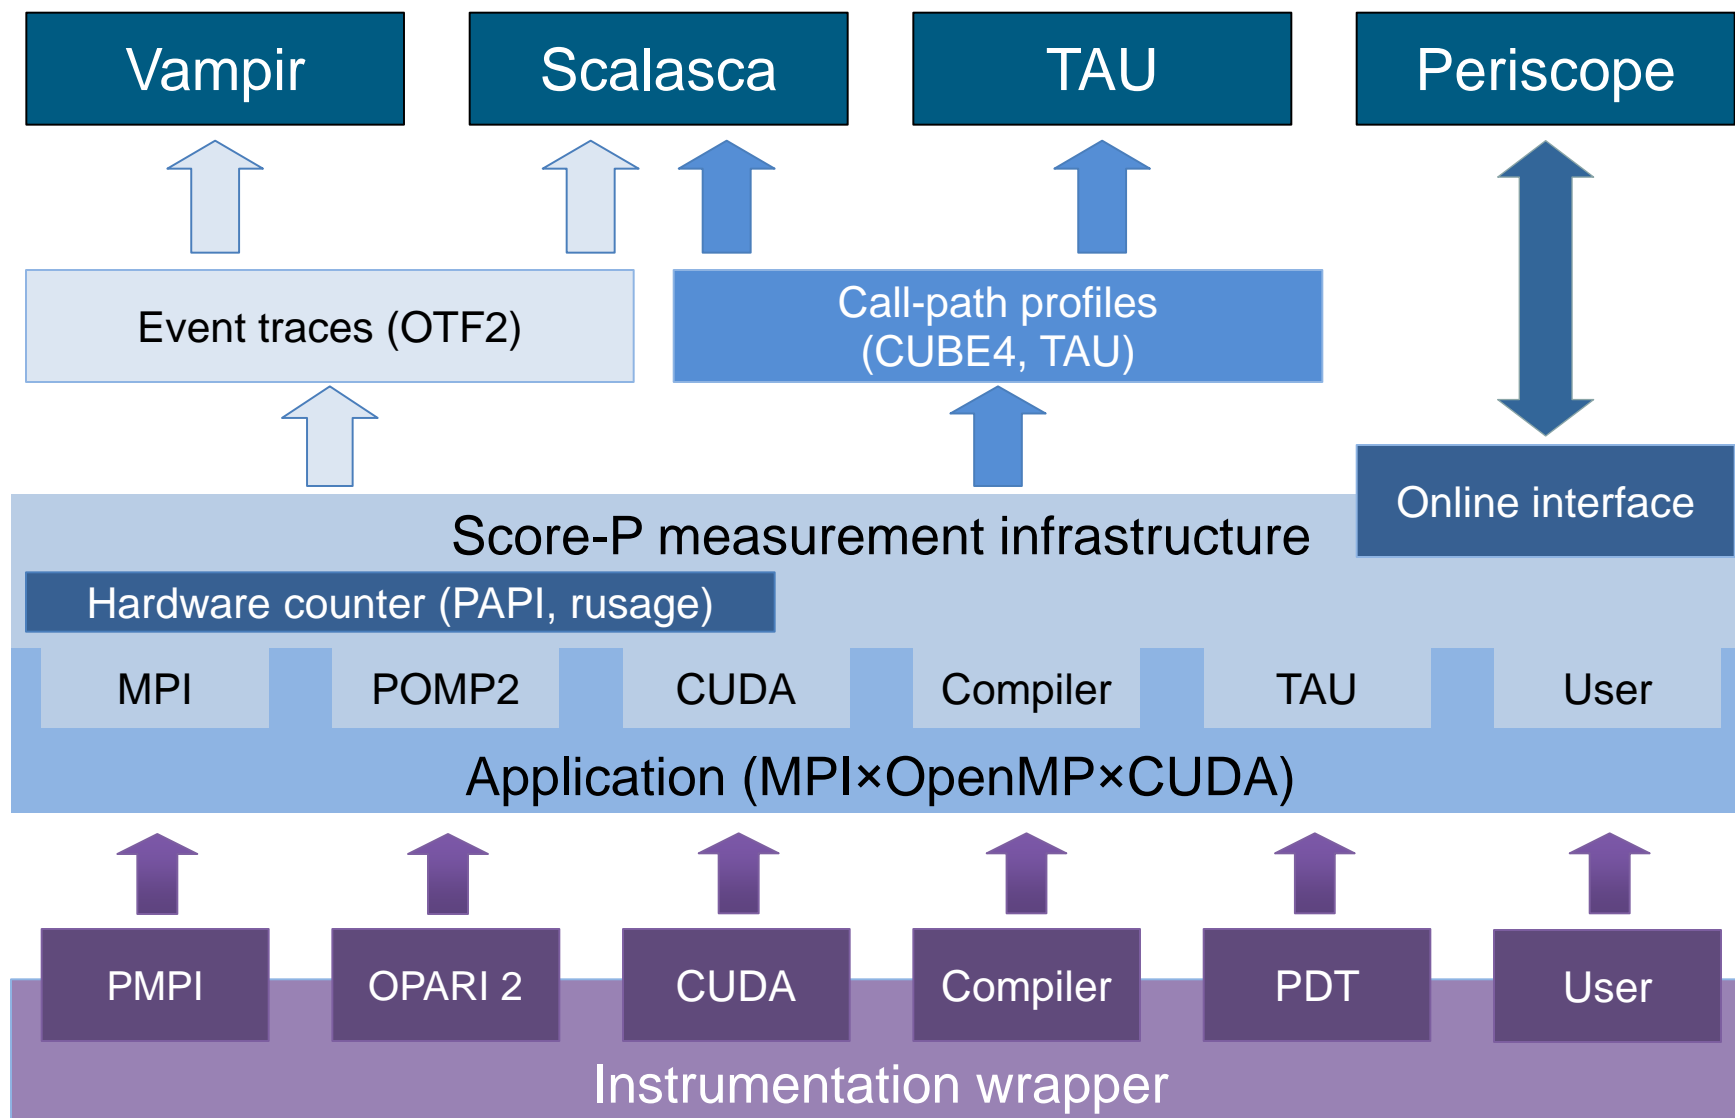 Vampir
Scalasca
TAU
Periscope
Event traces (OTF2)
Call-path profiles
(CUBE4, TAU)
Online interface
Score-P measurement infrastructure
Hardware counter (PAPI, rusage)
MPI
POMP2
CUDA
Compiler
TAU
User
Application (MPI×OpenMP×CUDA)
PMPI
OPARI 2
CUDA
Compiler
PDT
User
Instrumentation wrapper